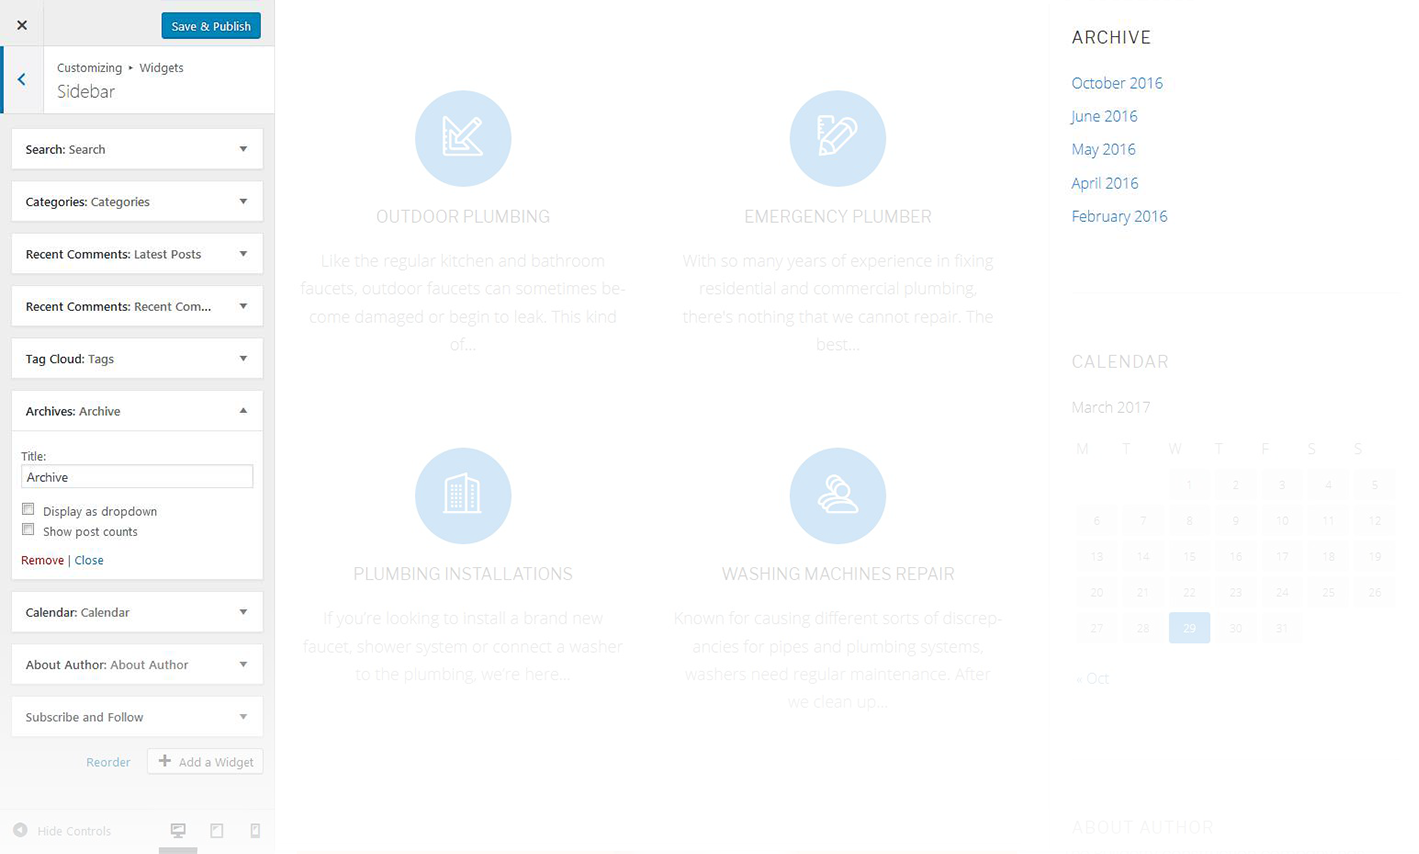 Save & Publish
Customizing ▸ Widgets
Sidebar
Search: Search
Categories: Categories
Recent Comments: Latest Posts
Recent Comments: Recent Com...
Tag Cloud: Tags
Archives: Archive
Title:
Archive
Display as dropdown
Show post counts
Remove | Close
Calendar: Calendar
About Author: About Author
Subscribe and Follow
Reorder
Add a Widget
Hide Controls
OUTDOOR PLUMBING
Like the regular kitchen and bathroom
faucets, outdoor faucets can sometimes be-
come damaged or begin to leak. This kind
of...
EMERGENCY PLUMBER
With so many years of experience in fixing
residential and commercial plumbing,
there's nothing that we cannot repair. The
best...
PLUMBING INSTALLATIONS
If you're looking to install a brand new
faucet, shower system or connect a washer
to the plumbing, we're here...
WASHING MACHINES REPAIR
Known for causing different sorts of discrep-
ancies for pipes and plumbing systems,
washers need regular maintenance. After
we clean up...
ARCHIVE
October 2016
June 2016
May 2016
April 2016
February 2016
CALENDAR
March 2017
M T W T F S S
1 2 3 4 5
6 7 8 9 10 11 12
13 14 15 16 17 18 19
20 21 22 23 24 25 26
27 28 29 30 31
« Oct
ABOUT AUTHOR